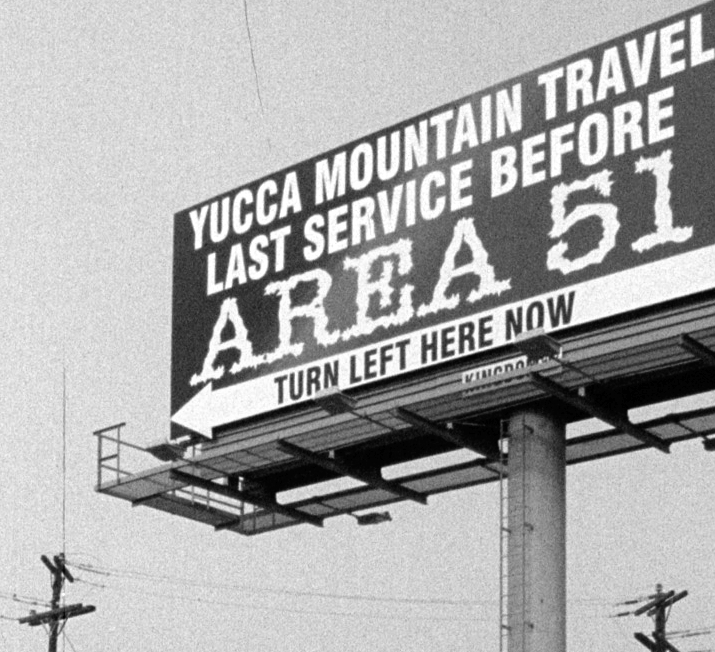 YUCCA MOUNTAIN TRAVEL
LAST SERVICE BEFORE
AREA 51
TURN LEFT HERE NOW